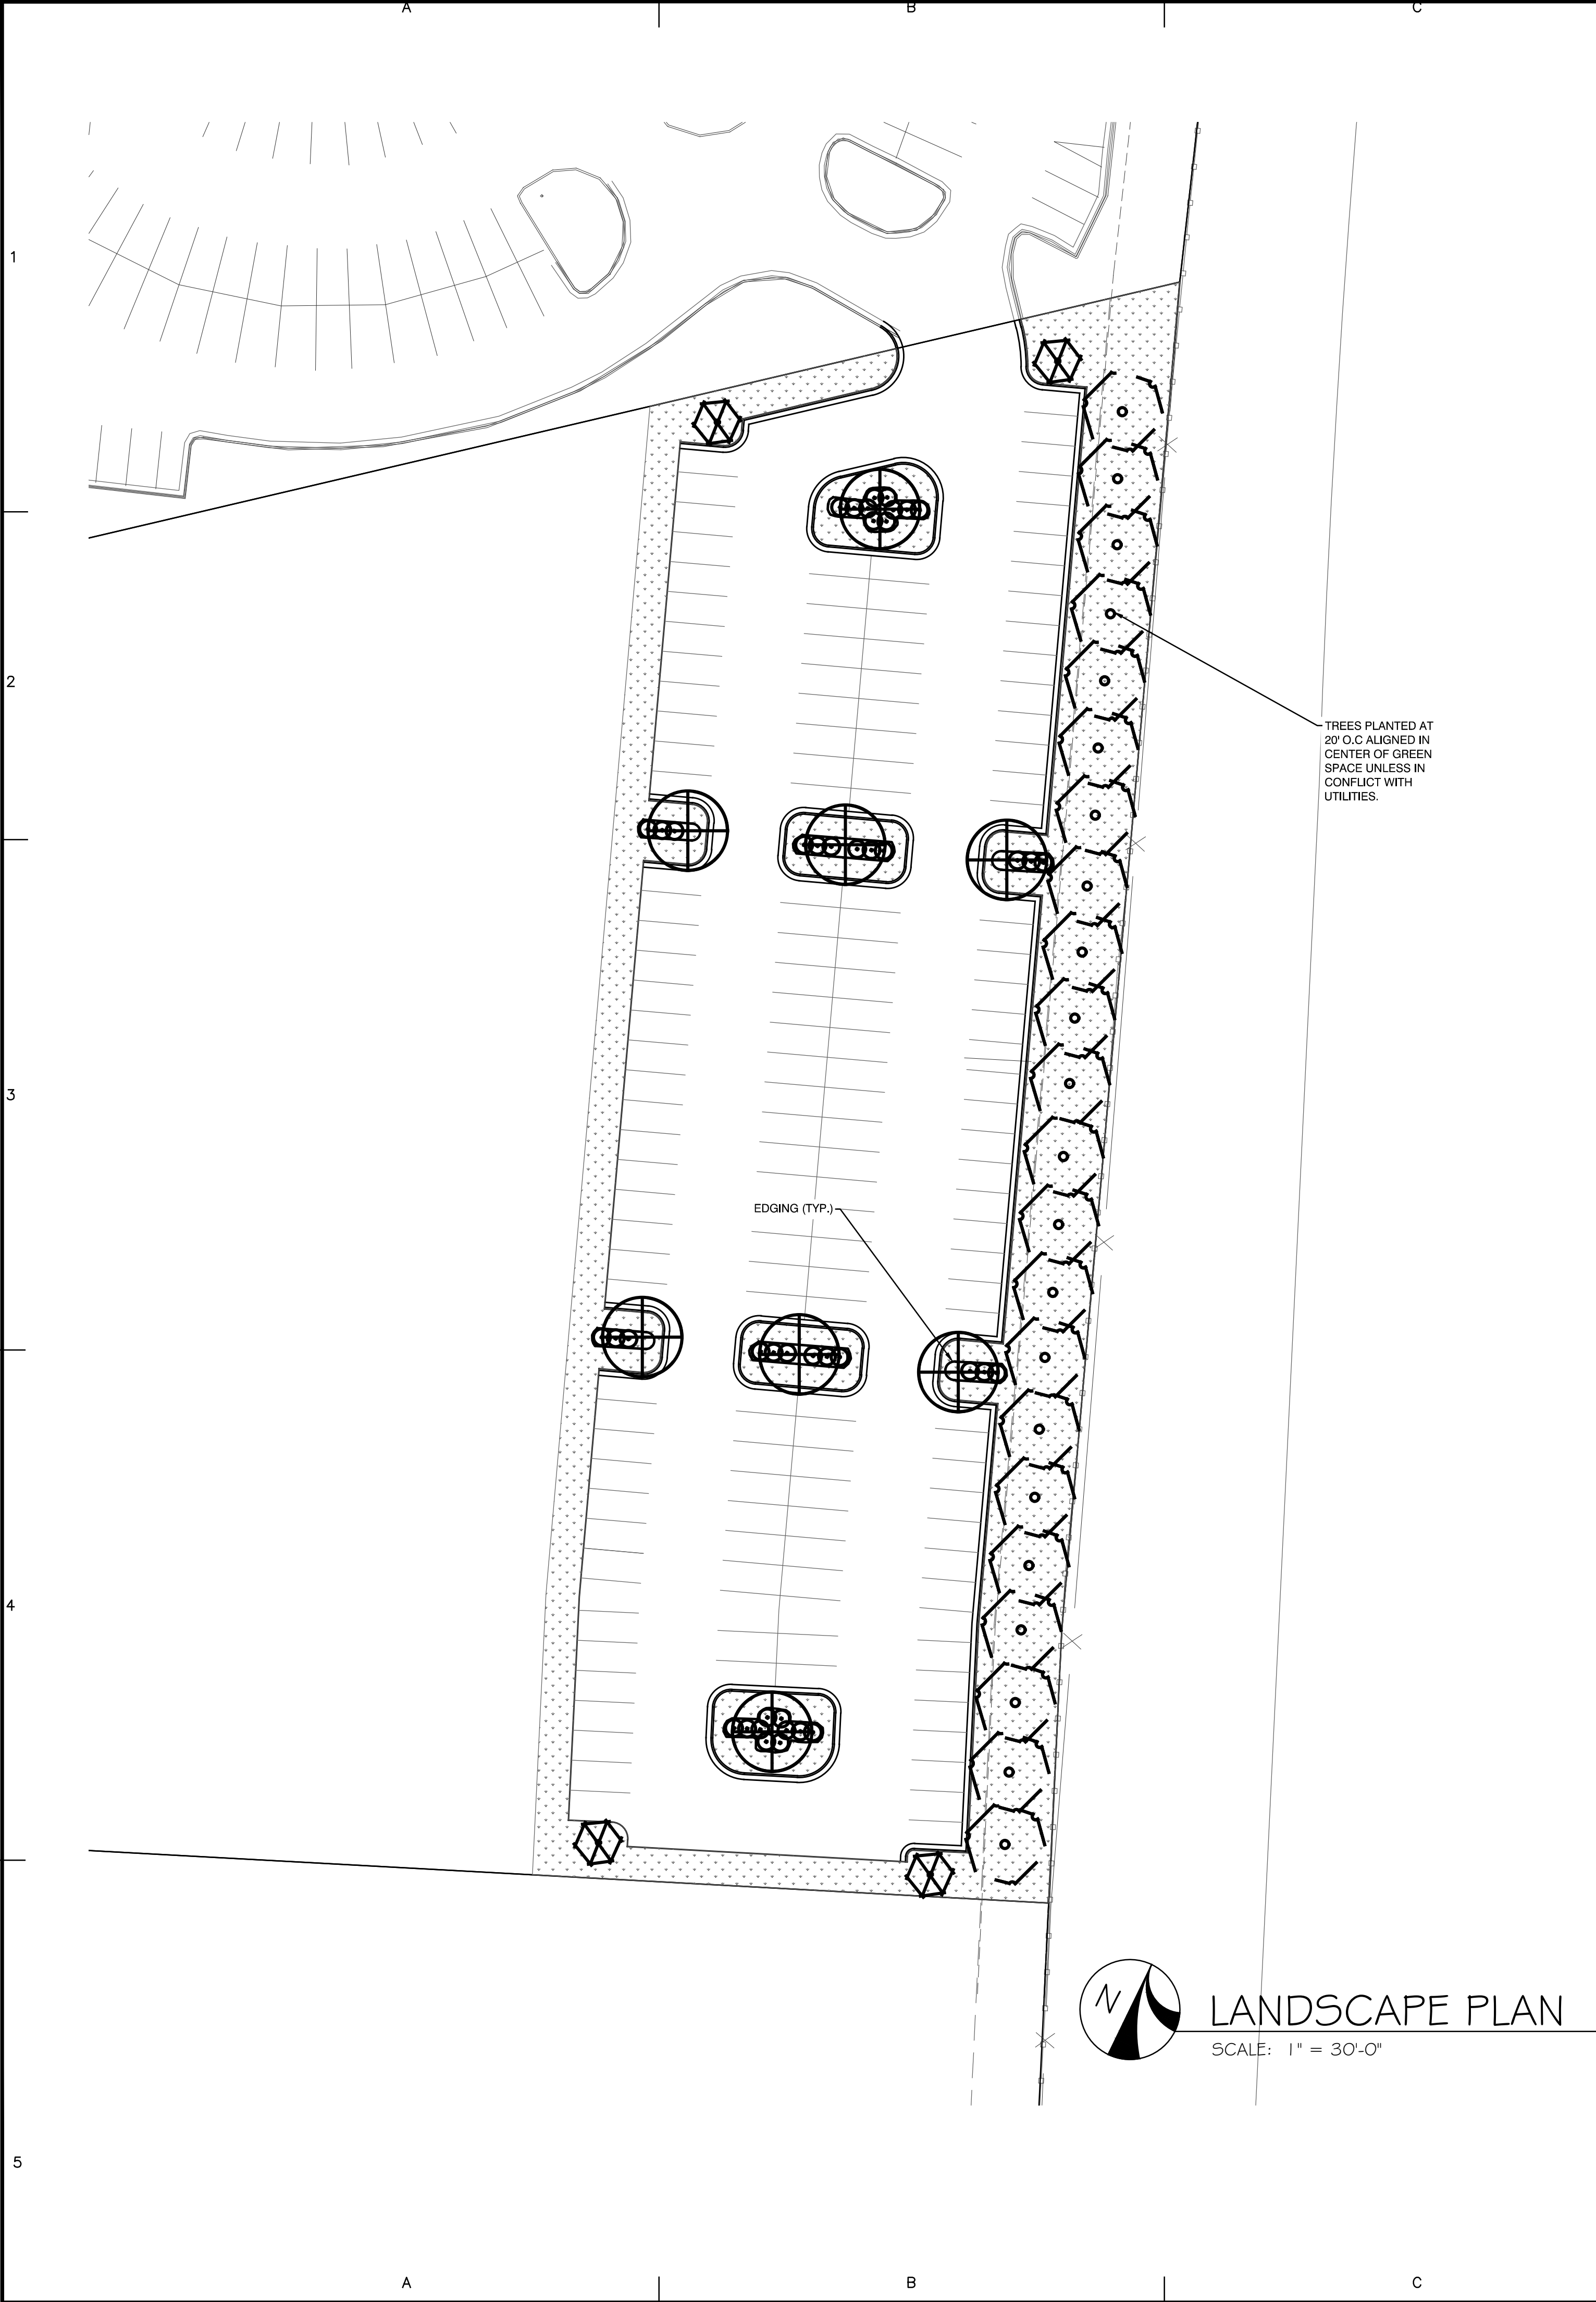 A B C
1
2
TREES PLANTED AT
20' O.C ALIGNED IN
CENTER OF GREEN
SPACE UNLESS IN
CONFLICT WITH
UTILITIES.
3
EDGING (TYP.)
4
N
LANDSCAPE PLAN
SCALE: 1" = 30'-0"
5
A B C